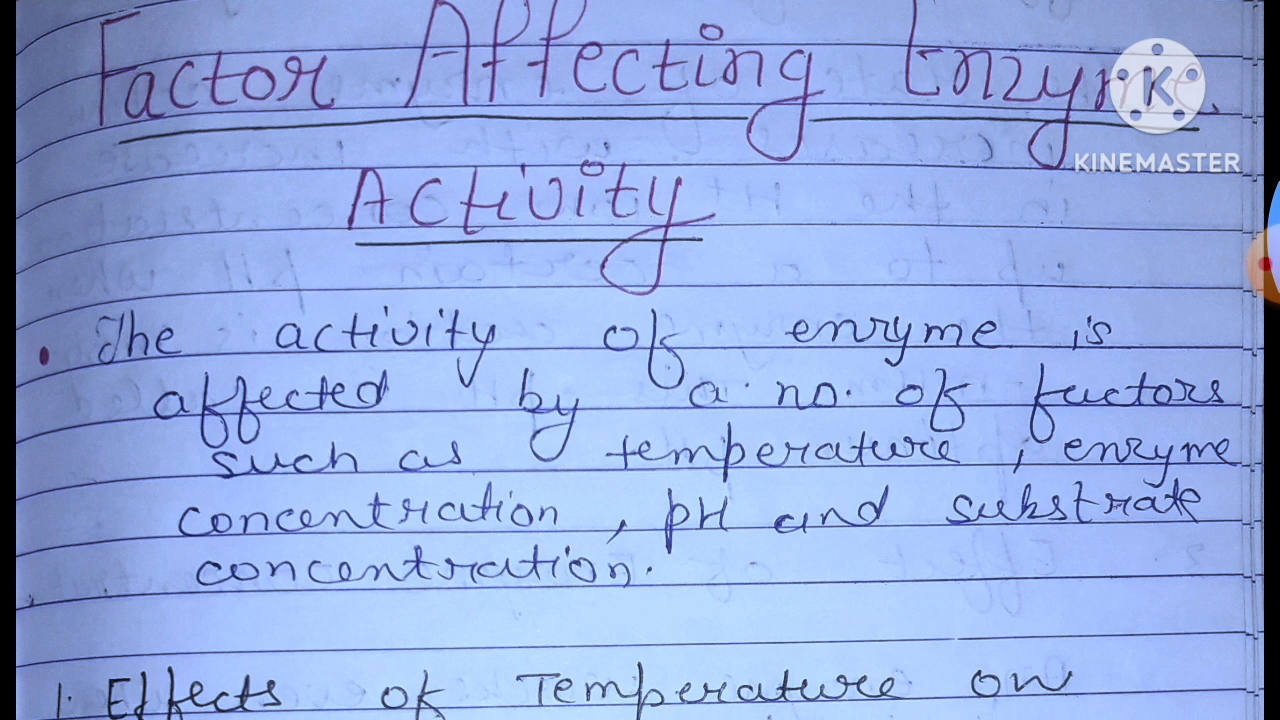 Factor Affecting Enzyme
Activity
KINEMASTER
• The activity of enzyme is
affected by a no. of factors
such as temperature, enzyme
concentration, pH and substrate
concentration.
1. Effects of Temperature on